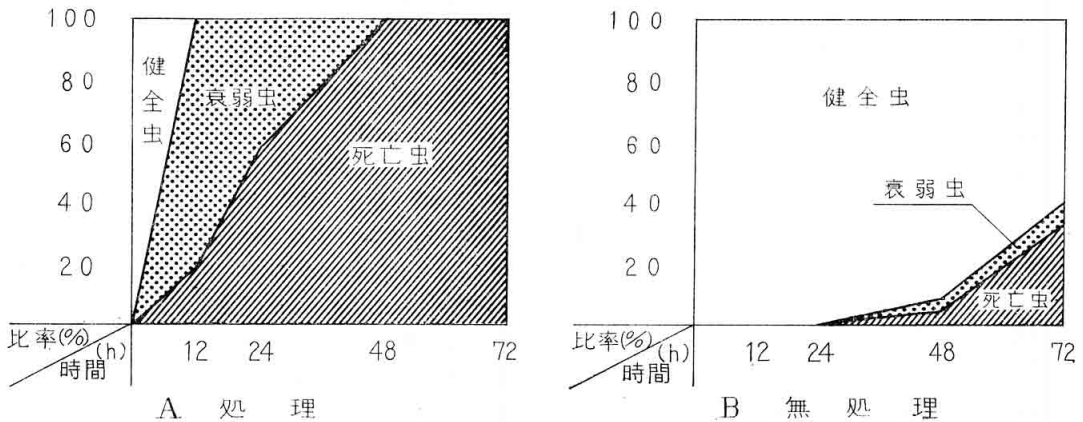 100
80
60
40
20
健全虫
衰弱虫
死亡虫
比率(%)
(h)
時間
12 24 48 72
A 処理
100
80
60
40
20
健全虫
衰弱虫
死亡虫
比率(%)
(h)
時間
12 24 48 72
B 無処理